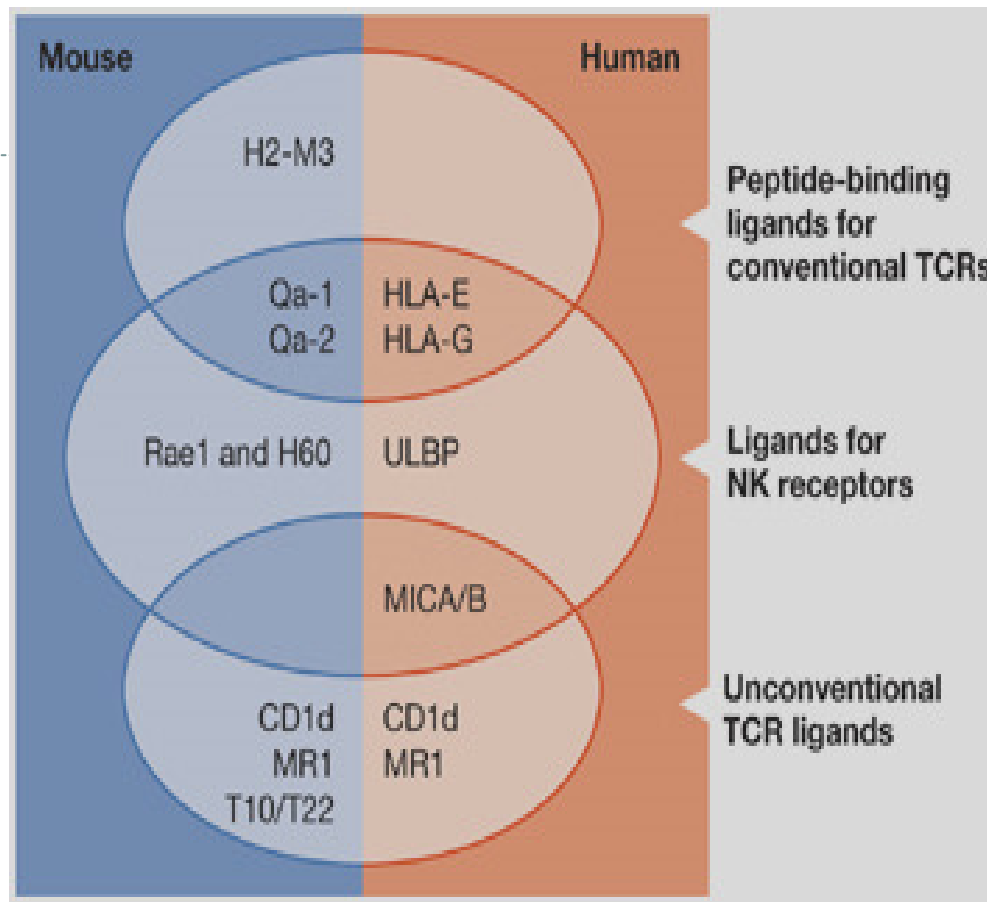 Mouse
Human
H2-M3
Peptide-binding
ligands for
conventional TCRs
Qa-1 HLA-E
Qa-2 HLA-G
Rae1 and H60 ULBP
Ligands for
NK receptors
MICA/B
Unconventional
TCR ligands
CD1d CD1d
MR1 MR1
T10/T22